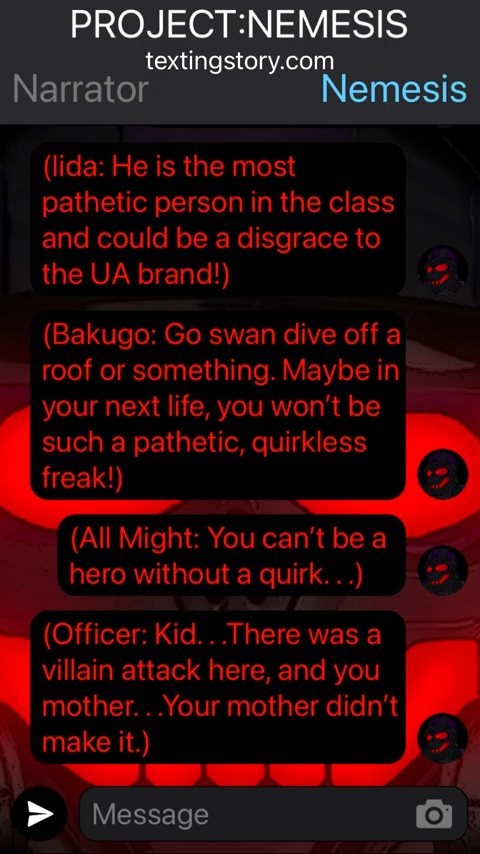 PROJECT:NEMESIS
textingstory.com
Narrator
Nemesis
(Iida: He is the most
pathetic person in the class
and could be a disgrace to
the UA brand!)
(Bakugo: Go swan dive off a
roof or something. Maybe in
your next life, you won’t be
such a pathetic, quirkless
freak!)
(All Might: You can’t be a
hero without a quirk. . .)
(Officer: Kid. . .There was a
villain attack here, and you
mother. . .Your mother didn’t
make it.)
Message